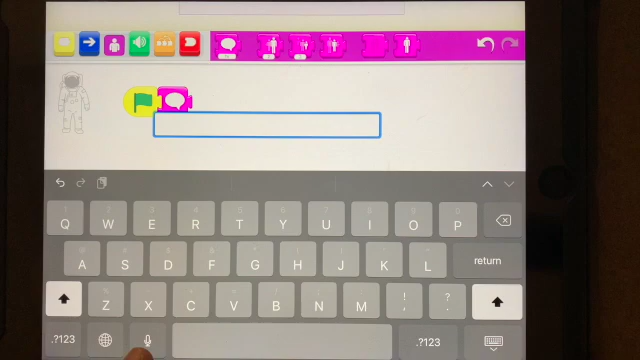 Q W E R T Y U I O P
A S D F G H J K L return
Z X C V B N M ! , ? .
.?123 .?123